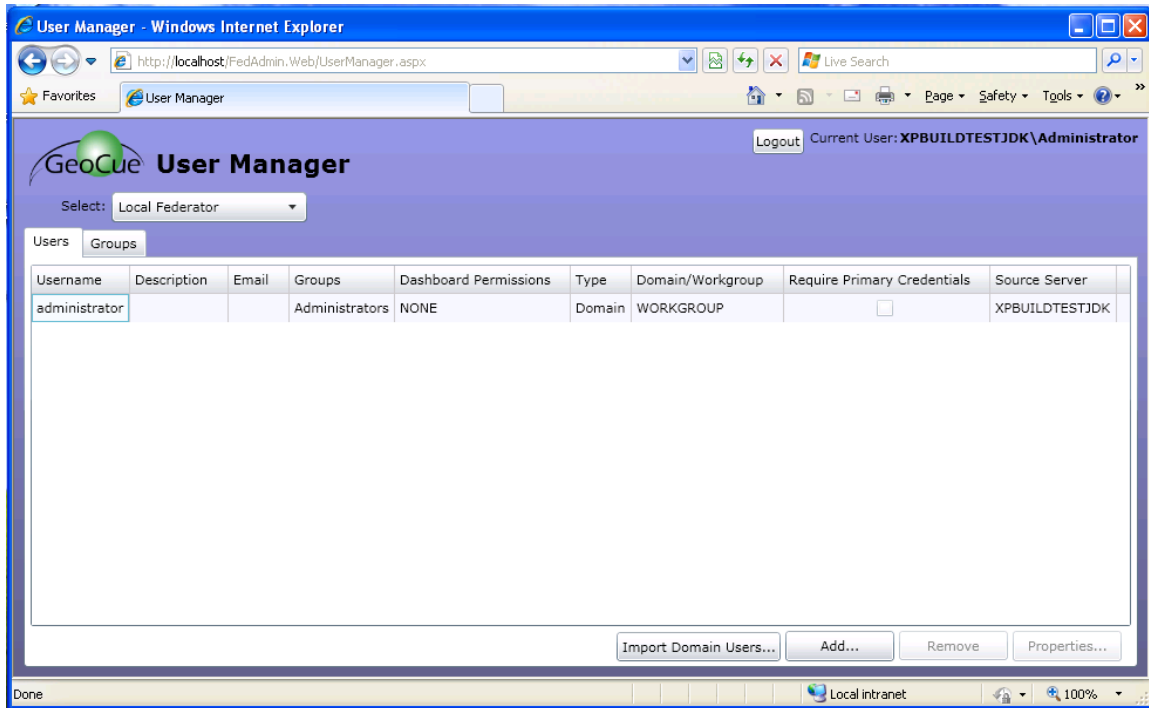 User Manager - Windows Internet Explorer
http://localhost/FedAdmin.Web/UserManager.aspx Live Search
Favorites User Manager Page Safety Tools »
Logout Current User: XPBUILDTESTJDK\Administrator
GeoCue User Manager
Select: Local Federator
Users Groups
Username Description Email Groups Dashboard Permissions Type Domain/Workgroup Require Primary Credentials Source Server
administrator Administrators NONE Domain WORKGROUP XPBUILDTESTJDK
Import Domain Users... Add... Remove Properties...
Done Local intranet 100%